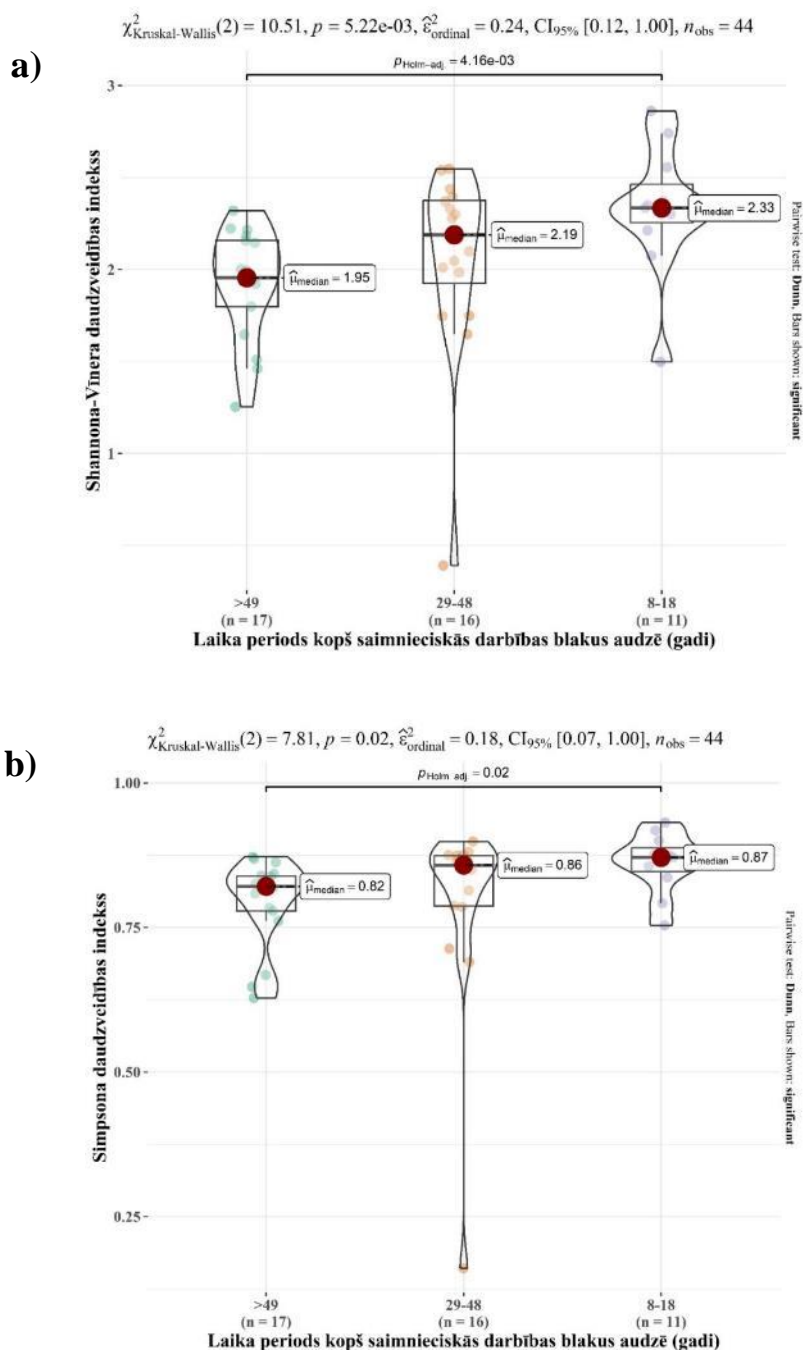 χ²Kruskal-Wallis(2) = 10.51, p = 5.22e-03, ε̂²ordinal = 0.24, CI95% [0.12, 1.00], nobs = 44
a)
pHolm-adj. = 4.16e-03
3
2
1
Shannona-Vinera daudzveidības indekss
μ̂median = 1.95
μ̂median = 2.19
μ̂median = 2.33
Pairwise test: Dunn, Bars shown: significant
>49
(n = 17)
29-48
(n = 16)
8-18
(n = 11)
Laika periods kopš saimnieciskās darbības blakus audzē (gadi)
χ²Kruskal-Wallis(2) = 7.81, p = 0.02, ε̂²ordinal = 0.18, CI95% [0.07, 1.00], nobs = 44
b)
pHolm adj. = 0.02
1.00
0.75
0.50
0.25
Simpsona daudzveidības indekss
μ̂median = 0.82
μ̂median = 0.86
μ̂median = 0.87
Pairwise test: Dunn, Bars shown: significant
>49
(n = 17)
29-48
(n = 16)
8-18
(n = 11)
Laika periods kopš saimnieciskās darbības blakus audzē (gadi)